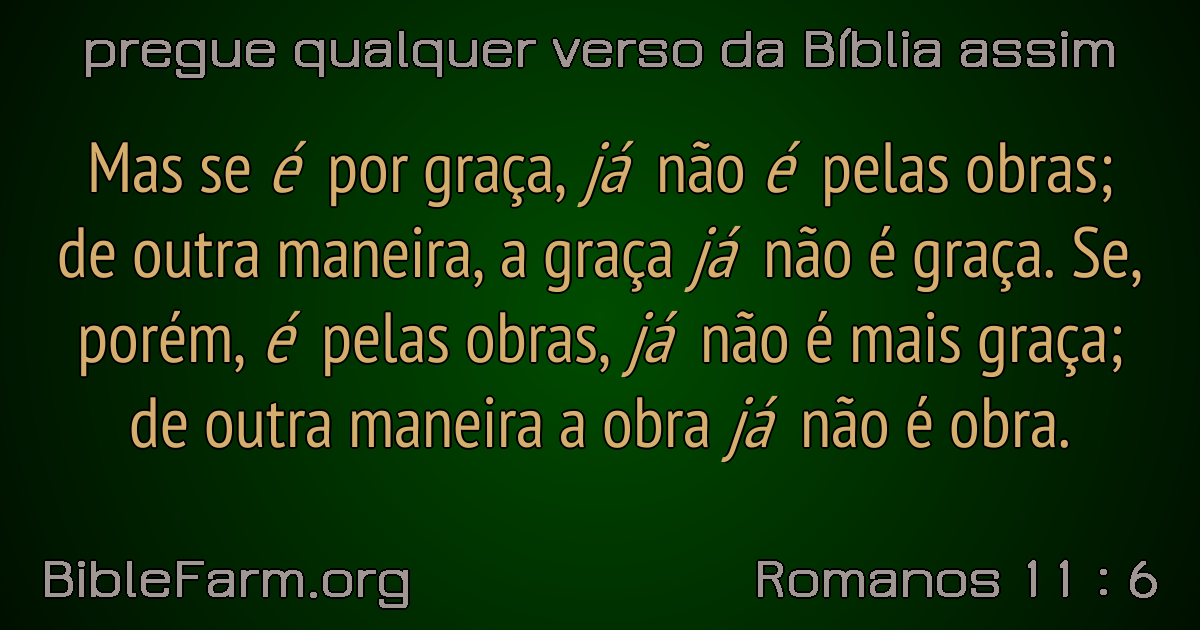 pregue qualquer verso da Bíblia assim
Mas se é por graça, já não é pelas obras;
de outra maneira, a graça já não é graça. Se,
porém, é pelas obras, já não é mais graça;
de outra maneira a obra já não é obra.
BibleFarm.org
Romanos 11 : 6